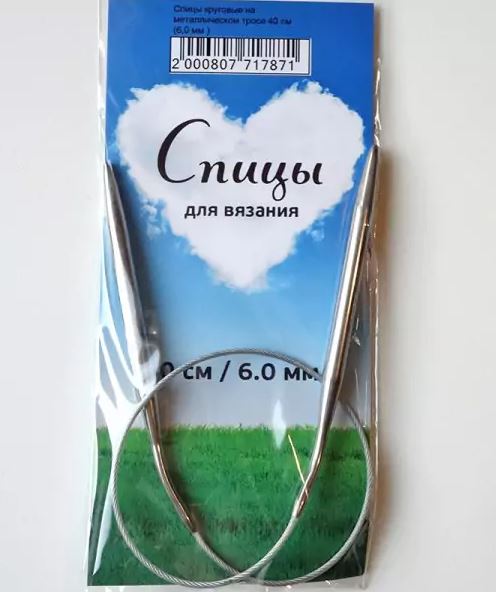 Спицы круговые на
металлическом тросе 40 см
(6,0 мм )
2 000807 717871
Спицы
для вязания
0 см / 6.0 мм